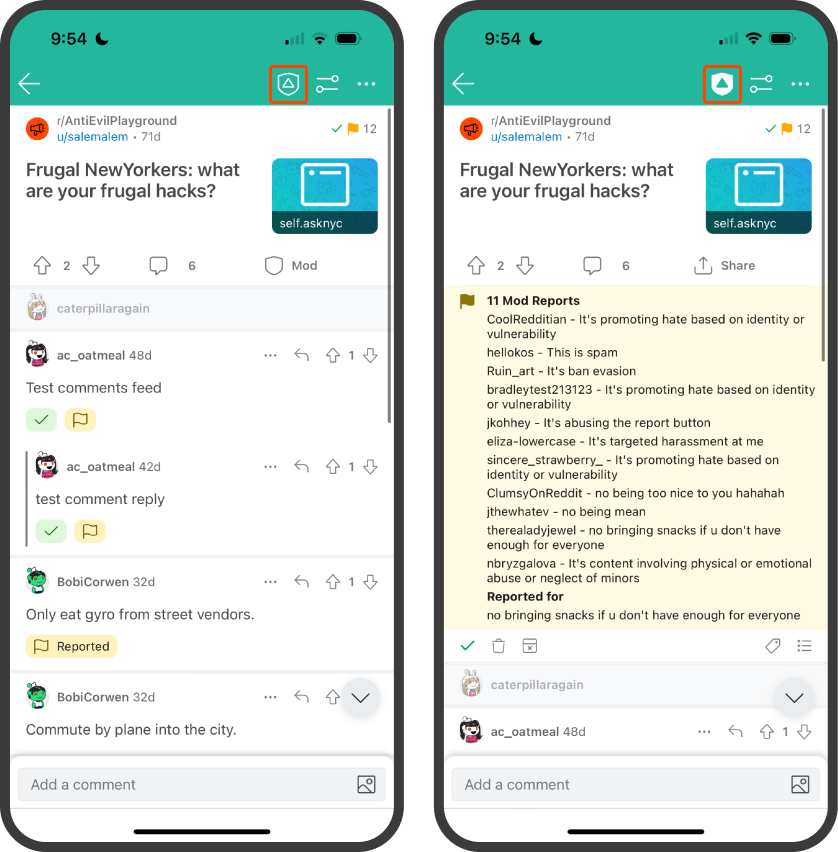 9:54
r/AntiEvilPlayground
u/salemalem • 71d
12
Frugal NewYorkers: what
are your frugal hacks?
self.asknyc
2
6
Mod
caterpillaragain
ac_oatmeal 48d
1
Test comments feed
ac_oatmeal 42d
1
test comment reply
BobiCorwen 32d
1
Only eat gyro from street vendors.
Reported
BobiCorwen 32d
Commute by plane into the city.
Add a comment
9:54
r/AntiEvilPlayground
u/salemalem • 71d
12
Frugal NewYorkers: what
are your frugal hacks?
self.asknyc
2
6
Share
11 Mod Reports
CoolRedditian - It's promoting hate based on identity or
vulnerability
hellokos - This is spam
Ruin_art - It's ban evasion
bradleytest213123 - It's promoting hate based on identity
or vulnerability
jkohhey - It's abusing the report button
eliza-lowercase - It's targeted harassment at me
sincere_strawberry_ - It's promoting hate based on
identity or vulnerability
ClumsyOnReddit - no being too nice to you hahahah
jthewhatev - no being mean
therealadyjewel - no bringing snacks if u don't have
enough for everyone
nbryzgalova - It's content involving physical or emotional
abuse or neglect of minors
Reported for
no bringing snacks if u don't have enough for everyone
caterpillaragain
ac_oatmeal 48d
1
Add a comment